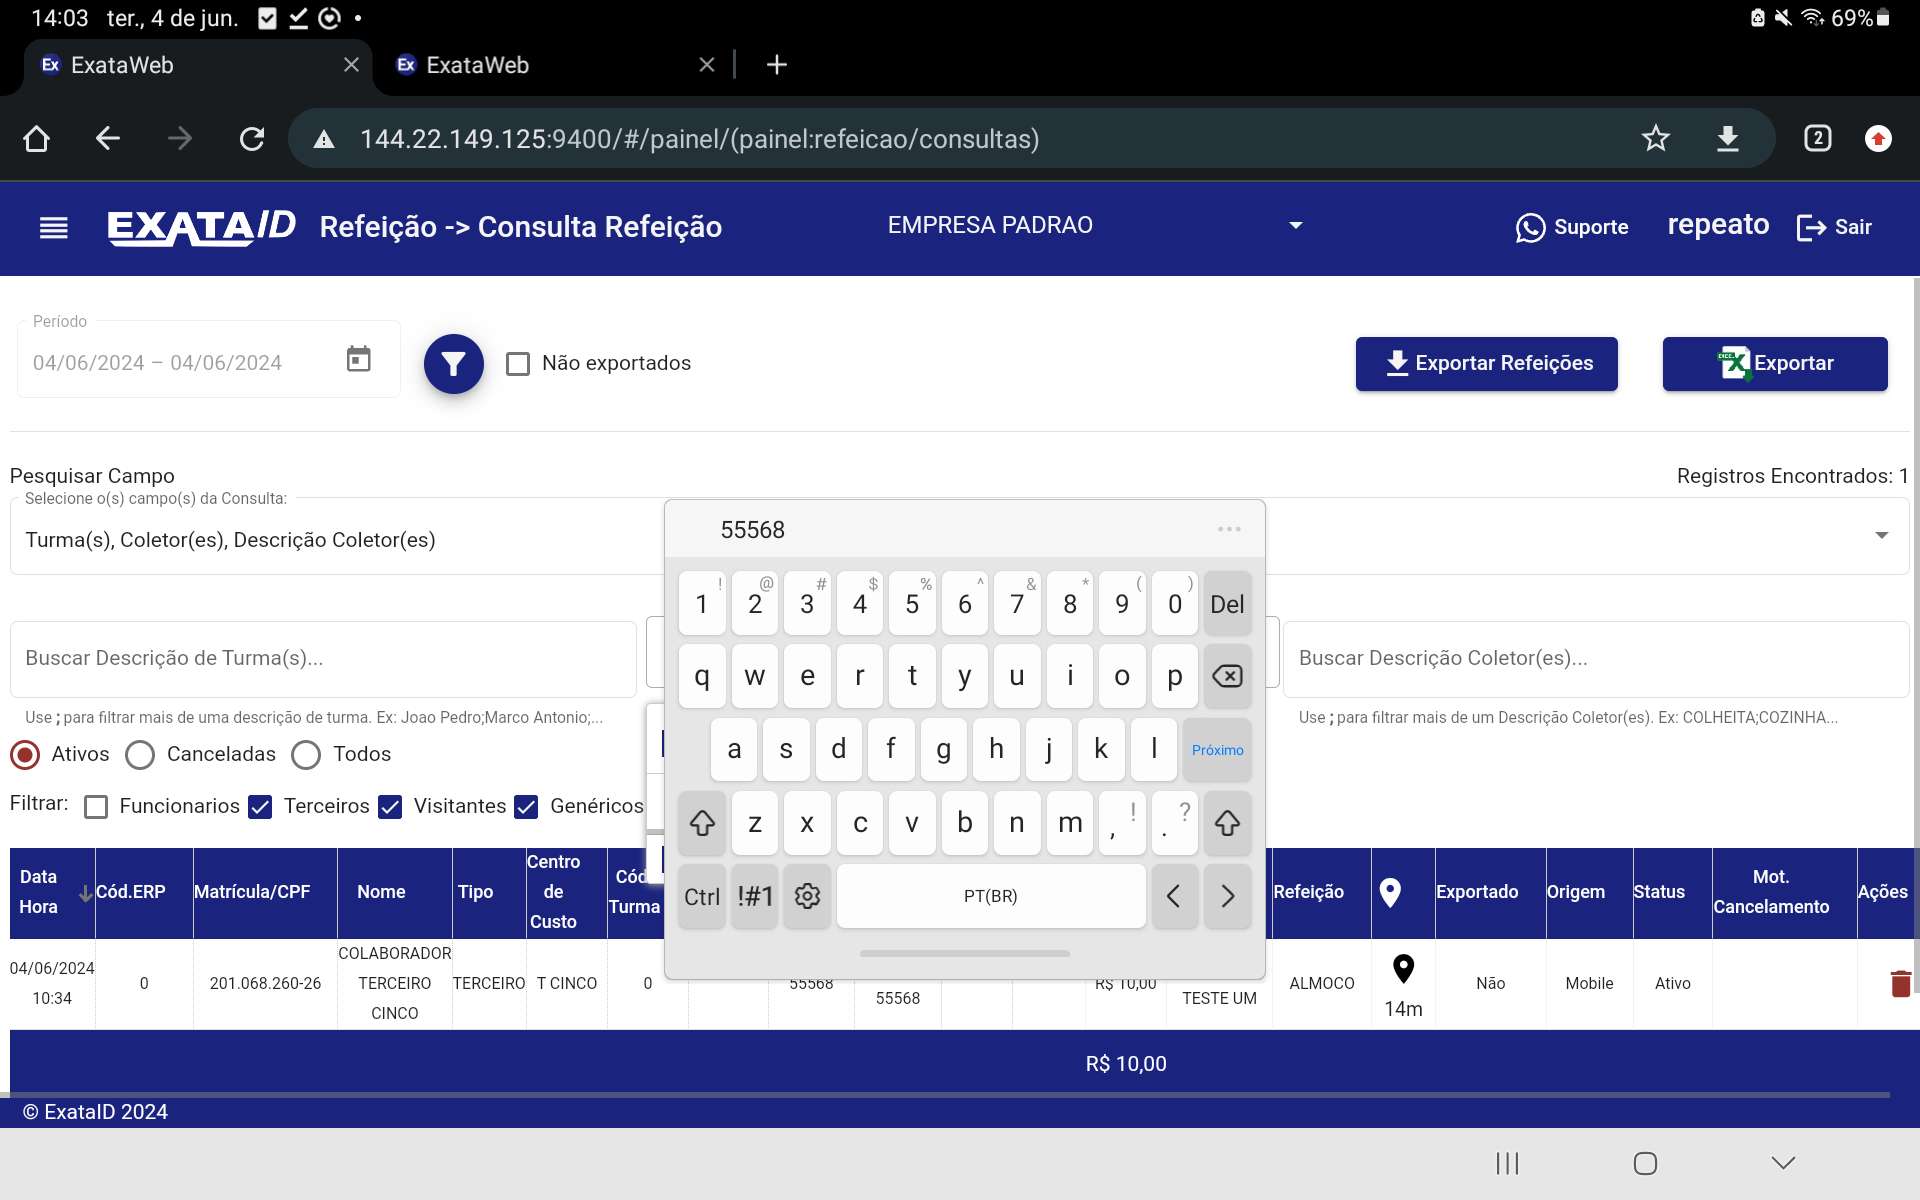 14:03 ter., 4 de jun.
69%
Ex ExataWeb
Ex ExataWeb
144.22.149.125:9400/#/painel/(painel:refeicao/consultas)
2
EXATAID Refeição -> Consulta Refeição
EMPRESA PADRAO
Suporte
repeato
Sair
Período
04/06/2024 – 04/06/2024
Não exportados
Exportar Refeições
Exportar
Pesquisar Campo
Registros Encontrados: 1
Selecione o(s) campo(s) da Consulta:
Turma(s), Coletor(es), Descrição Coletor(es)
55568
! @ # $ % ^ & * ( )
1 2 3 4 5 6 7 8 9 0 Del
q w e r t y u i o p
a s d f g h j k l Próximo
z x c v b n m , ! . ?
Ctrl !#1 PT(BR) < >
Buscar Descrição de Turma(s)...
Buscar Descrição Coletor(es)...
Use ; para filtrar mais de uma descrição de turma. Ex: Joao Pedro;Marco Antonio;...
Use ; para filtrar mais de um Descrição Coletor(es). Ex: COLHEITA;COZINHA...
Ativos Canceladas Todos
Filtrar: Funcionarios Terceiros Visitantes Genéricos
Data Hora
Cód.ERP
Matrícula/CPF
Nome
Tipo
Centro de Custo
Cód Turma
Refeição
Exportado
Origem
Status
Mot. Cancelamento
Ações
04/06/2024 10:34
0
201.068.260-26
COLABORADOR TERCEIRO CINCO
TERCEIRO
T CINCO
0
55568
55568
R$ 10,00
TESTE UM
ALMOCO
14m
Não
Mobile
Ativo
R$ 10,00
© ExataID 2024